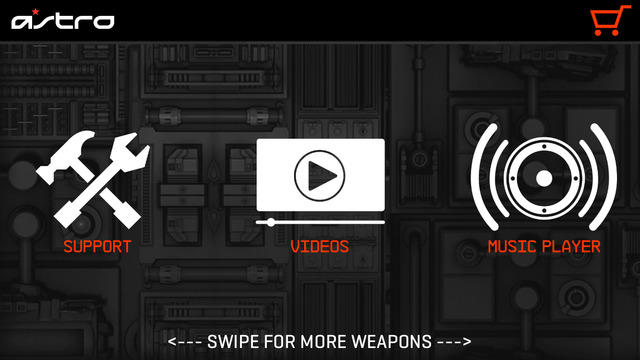 astro
SUPPORT
VIDEOS
MUSIC PLAYER
<--- SWIPE FOR MORE WEAPONS --->